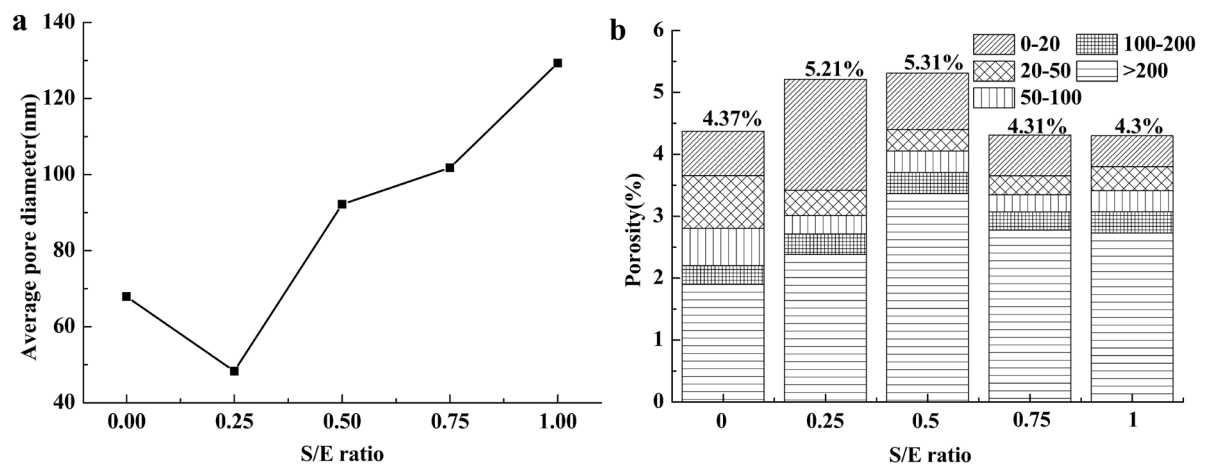 a
140
120
100
80
60
40
Average pore diameter(nm)
0.00 0.25 0.50 0.75 1.00
S/E ratio
b
6
5
4
3
2
1
0
Porosity(%)
0-20 100-200
20-50 >200
50-100
4.37%
5.21%
5.31%
4.31%
4.3%
0 0.25 0.5 0.75 1
S/E ratio